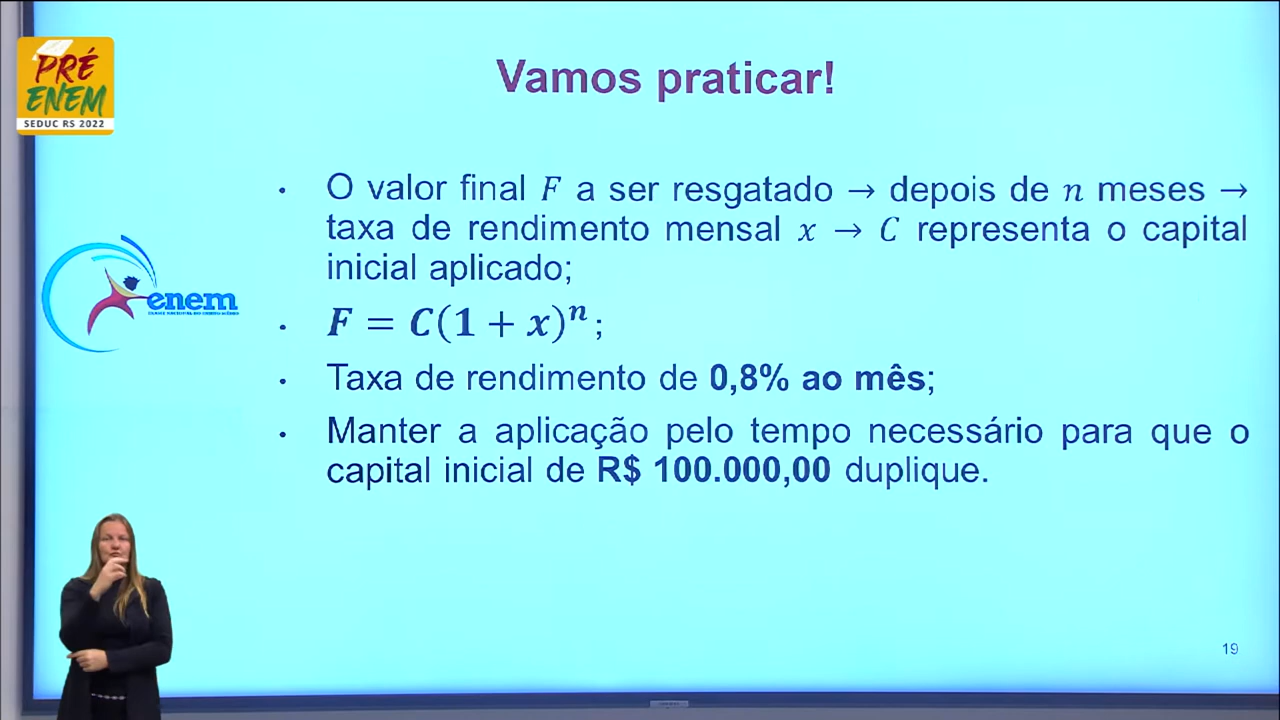 PRÉ
ENEM
SEDUC RS 2022
Vamos praticar!
• O valor final F a ser resgatado → depois de n meses →
taxa de rendimento mensal x → C representa o capital
inicial aplicado;
• F = C(1 + x)ⁿ;
• Taxa de rendimento de 0,8% ao mês;
• Manter a aplicação pelo tempo necessário para que o
capital inicial de R$ 100.000,00 duplique.
enem
19